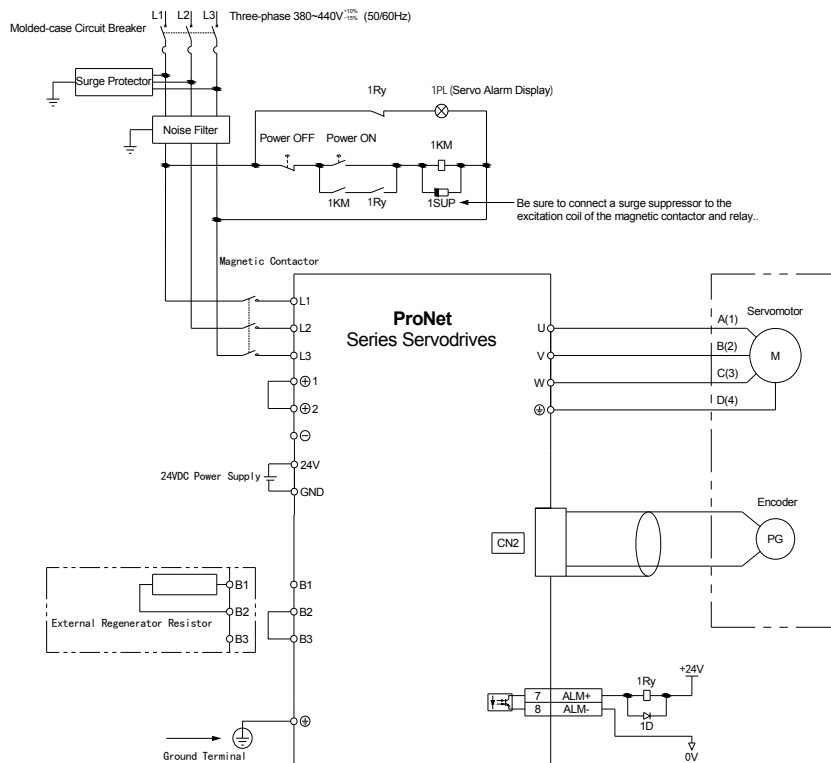 L1 L2 L3 Three-phase 380~440V +10% -15% (50/60Hz)
Molded-case Circuit Breaker
Surge Protector
1Ry 1PL (Servo Alarm Display)
Noise Filter
Power OFF Power ON
1KM
1KM 1Ry 1SUP
Be sure to connect a surge suppressor to the
excitation coil of the magnetic contactor and relay..
Magnetic Contactor
L1
L2
L3
1
2
ProNet
Series Servodrives
U
V
W
A(1)
B(2)
C(3)
D(4)
Servomotor
M
24VDC Power Supply
24V
GND
CN2
Encoder
PG
B1
B2
B3
External Regenerator Resistor
B1
B2
B3
7 ALM+
8 ALM-
1Ry
+24V
1D
0V
Ground Terminal